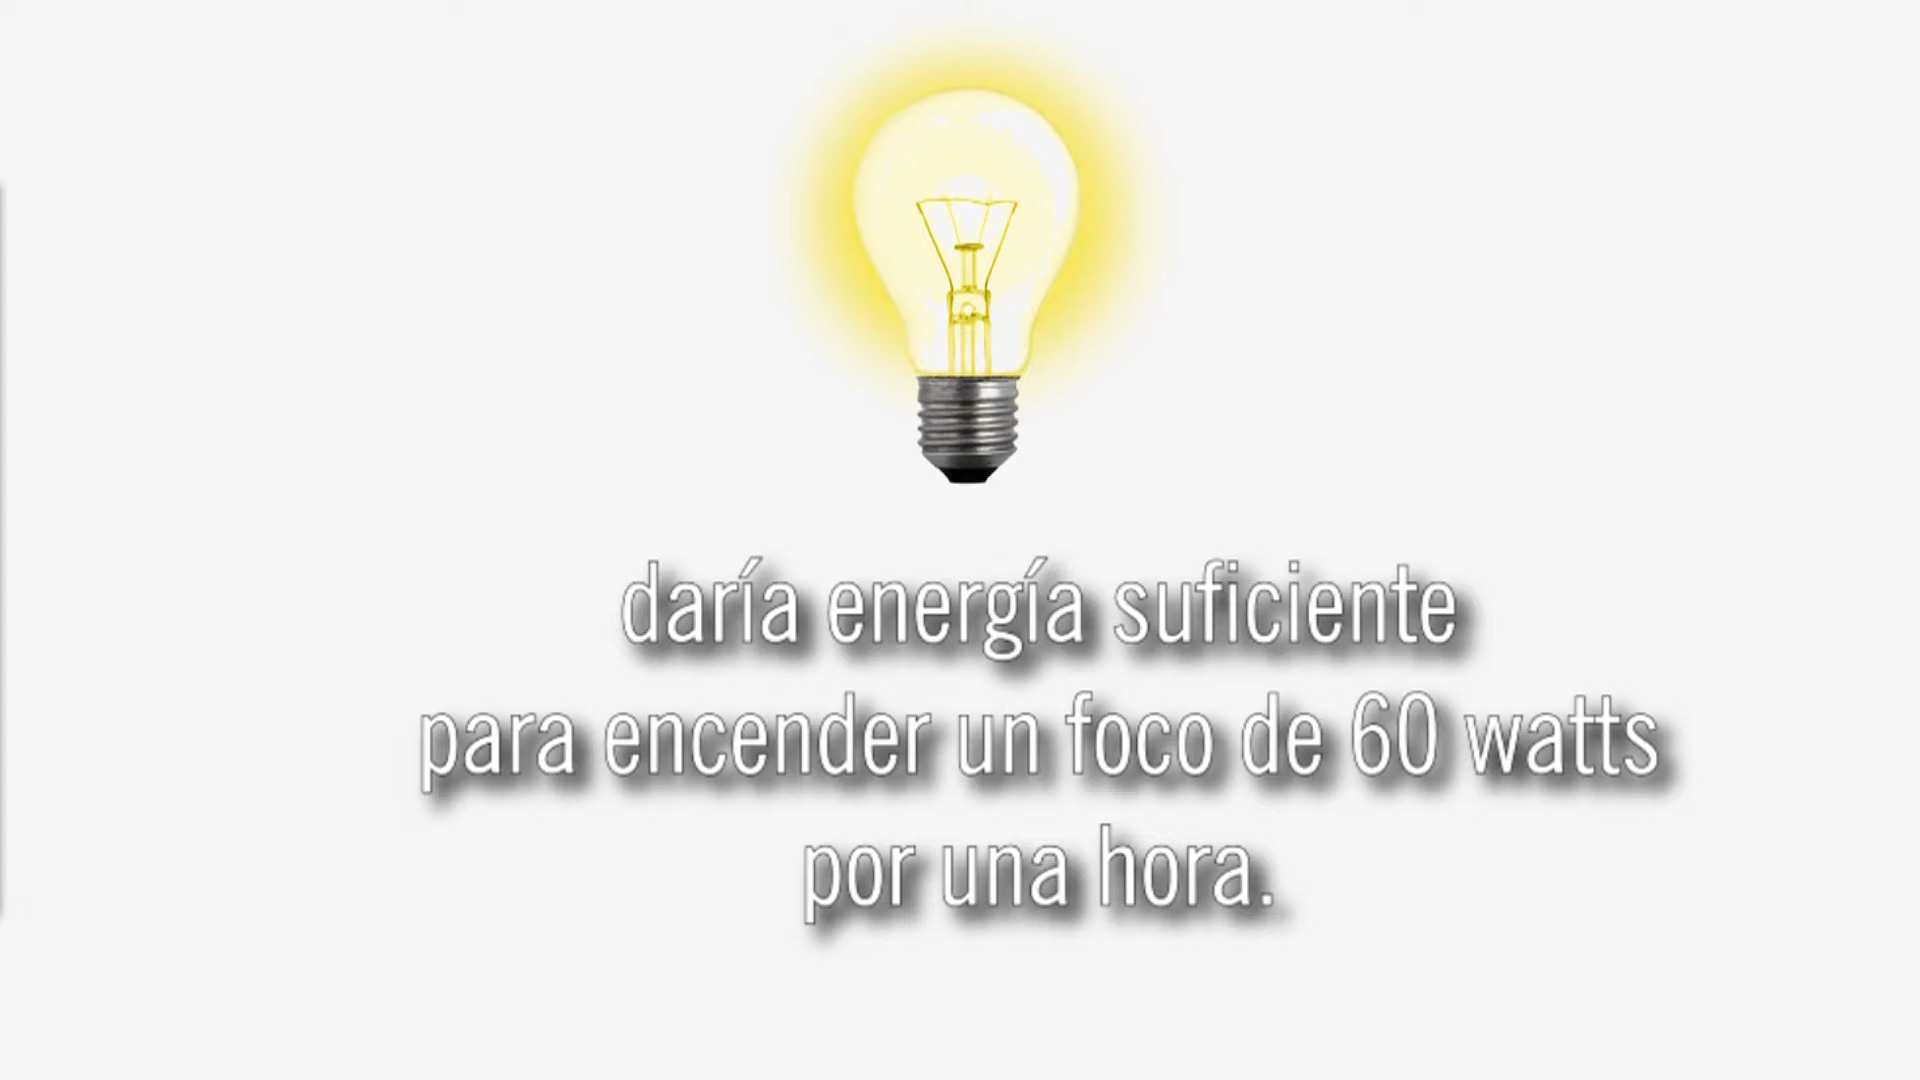 daría energía suficiente
para encender un foco de 60 watts
por una hora.